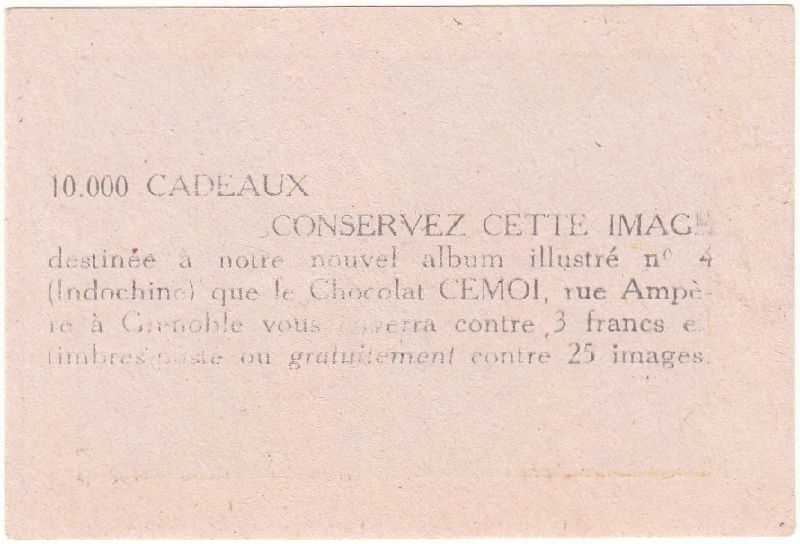 10.000 CADEAUX
CONSERVEZ CETTE IMAGE
destinée à notre nouvel album illustré n° 4
(Indochine) que le Chocolat CEMOI, rue Ampè-
re à Grenoble vous enverra contre 3 francs en
timbres-poste ou gratuitement contre 25 images.